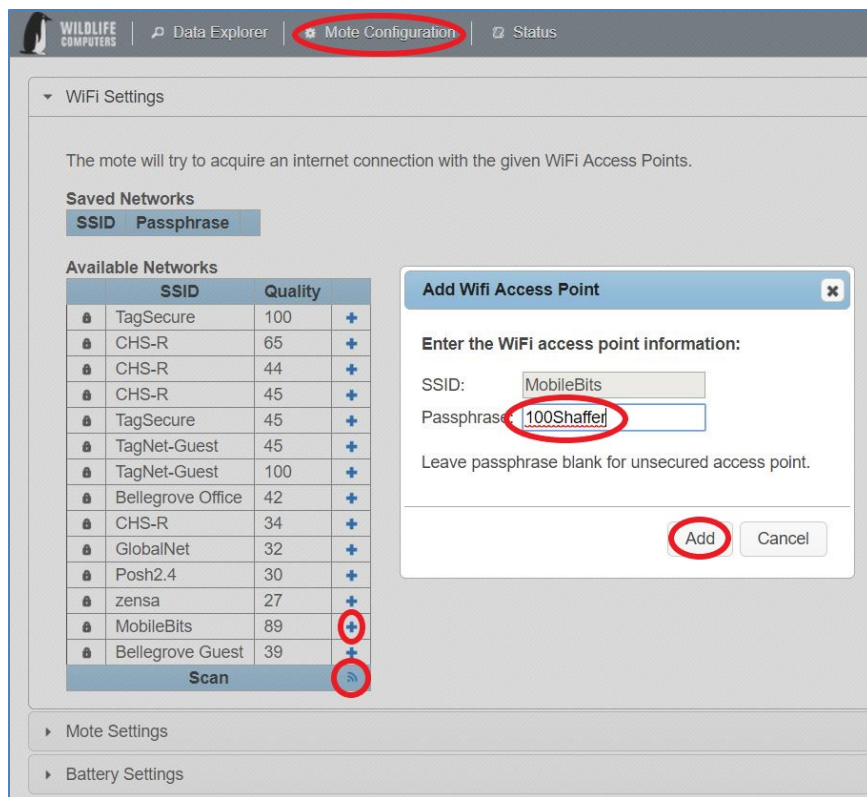 WILDLIFE COMPUTERS Data Explorer Mote Configuration Status
WiFi Settings
The mote will try to acquire an internet connection with the given WiFi Access Points.
Saved Networks
SSID Passphrase
Available Networks
SSID Quality
TagSecure 100
CHS-R 65
CHS-R 44
CHS-R 45
TagSecure 45
TagNet-Guest 45
TagNet-Guest 100
Bellegrove Office 42
CHS-R 34
GlobalNet 32
Posh2.4 30
zensa 27
MobileBits 89
Bellegrove Guest 39
Scan
Add Wifi Access Point
Enter the WiFi access point information:
SSID: MobileBits
Passphrase: 100Shaffer
Leave passphrase blank for unsecured access point.
Add Cancel
Mote Settings
Battery Settings